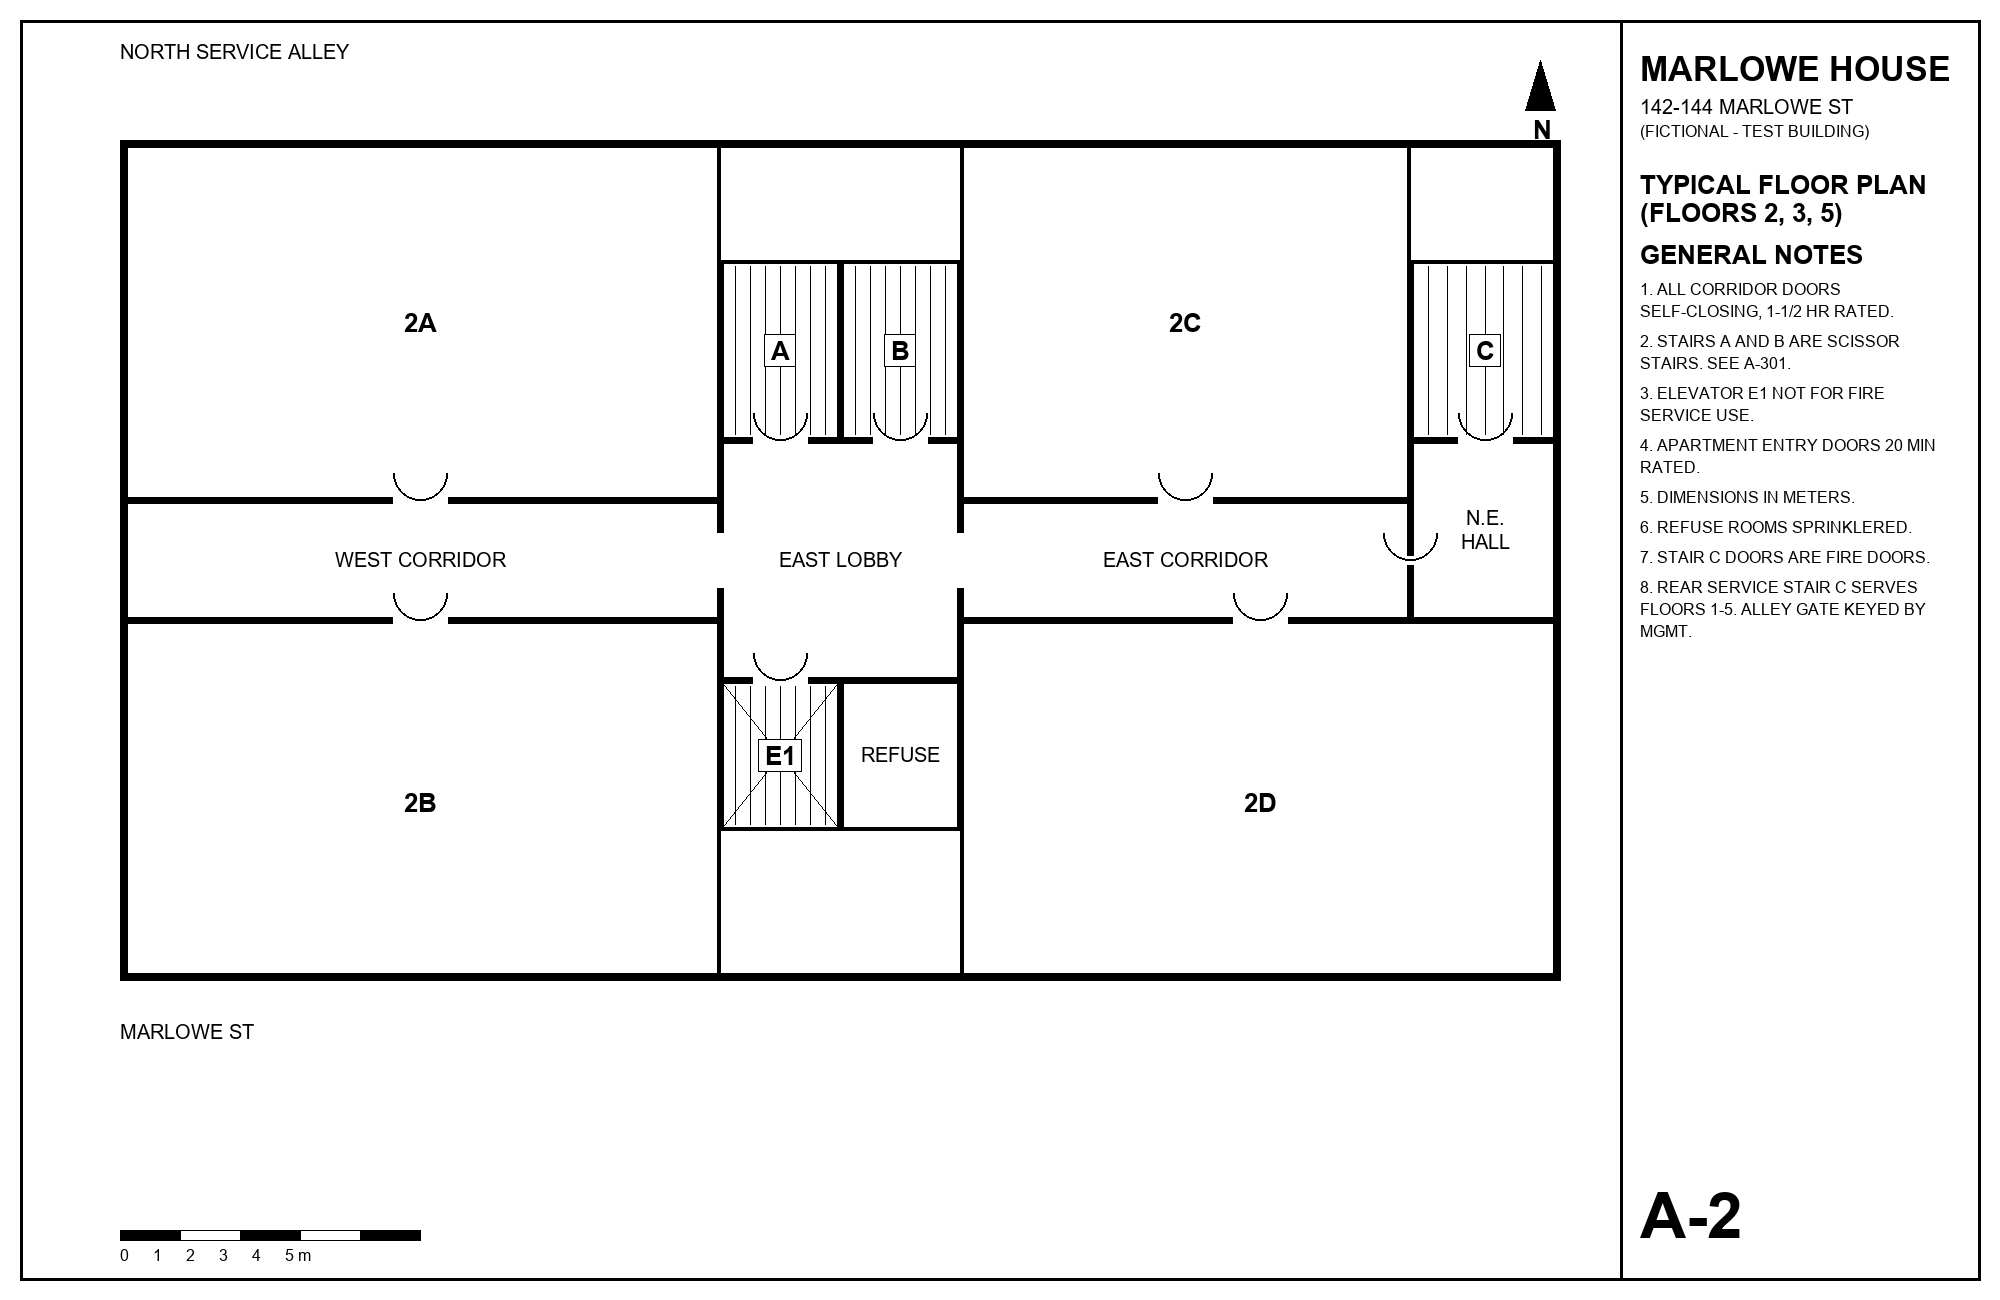 NORTH SERVICE ALLEY
N
2A
A
B
2C
C
WEST CORRIDOR
EAST LOBBY
EAST CORRIDOR
N.E.
HALL
2B
E1
REFUSE
2D
MARLOWE ST
0 1 2 3 4 5 m
MARLOWE HOUSE
142-144 MARLOWE ST
(FICTIONAL - TEST BUILDING)
TYPICAL FLOOR PLAN
(FLOORS 2, 3, 5)
GENERAL NOTES
1. ALL CORRIDOR DOORS
SELF-CLOSING, 1-1/2 HR RATED.
2. STAIRS A AND B ARE SCISSOR
STAIRS. SEE A-301.
3. ELEVATOR E1 NOT FOR FIRE
SERVICE USE.
4. APARTMENT ENTRY DOORS 20 MIN
RATED.
5. DIMENSIONS IN METERS.
6. REFUSE ROOMS SPRINKLERED.
7. STAIR C DOORS ARE FIRE DOORS.
8. REAR SERVICE STAIR C SERVES
FLOORS 1-5. ALLEY GATE KEYED BY
MGMT.
A-2